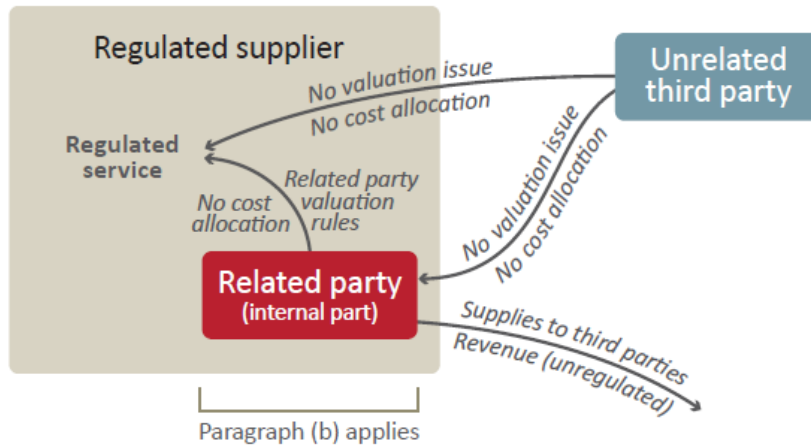 Regulated supplier
Unrelated
third party
No valuation issue
No cost allocation
Regulated
service
No valuation issue
No cost allocation
Related party
valuation
rules
No cost
allocation
Related party
(internal part)
Supplies to third parties
Revenue (unregulated)
Paragraph (b) applies